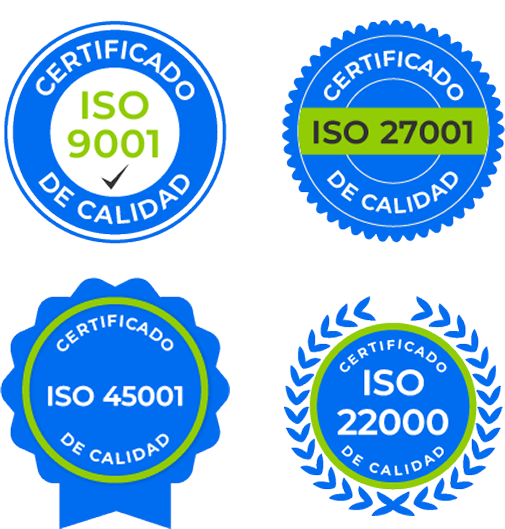 CERTIFICADO
ISO
9001
DE CALIDAD
CERTIFICADO
ISO 27001
DE CALIDAD
CERTIFICADO
ISO 45001
DE CALIDAD
CERTIFICADO
ISO
22000
DE CALIDAD